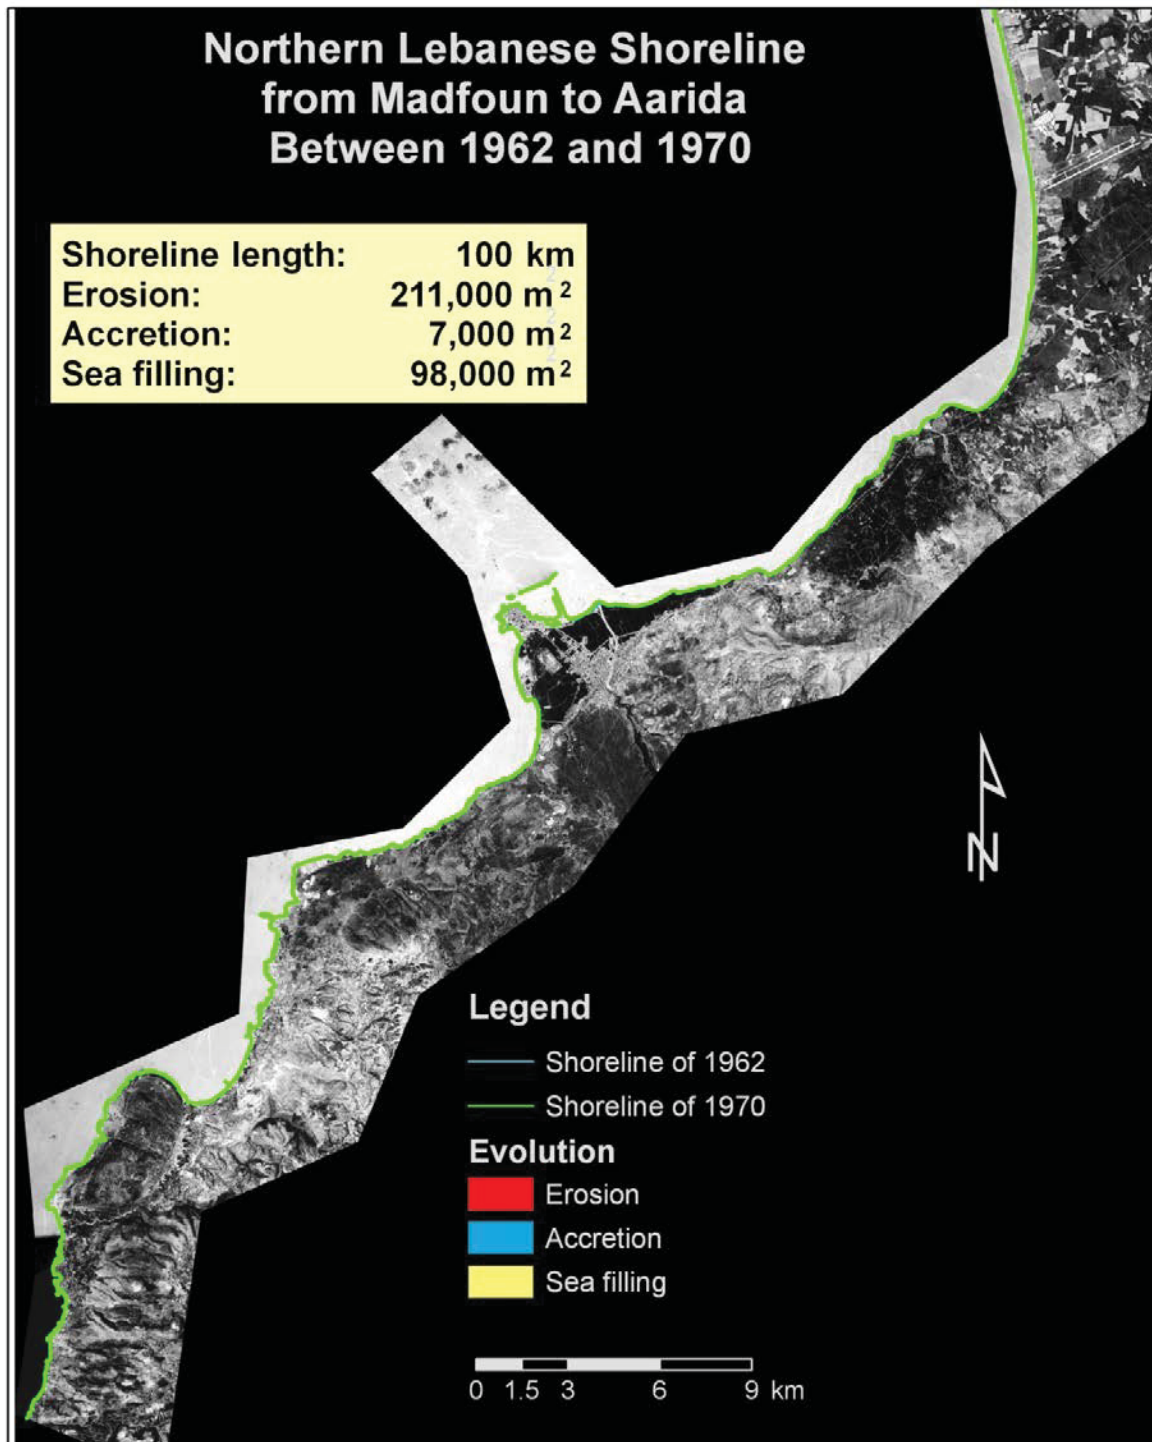 Northern Lebanese Shoreline
from Madfoun to Aarida
Between 1962 and 1970
Shoreline length: 100 km
Erosion: 211,000 m²
Accretion: 7,000 m²
Sea filling: 98,000 m²
N
Legend
Shoreline of 1962
Shoreline of 1970
Evolution
Erosion
Accretion
Sea filling
0 1.5 3 6 9 km